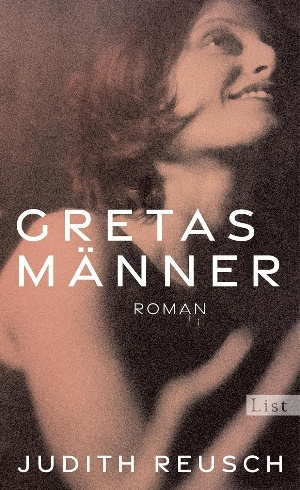 GRETAS
MÄNNER
ROMAN
List
JUDITH REUSCH